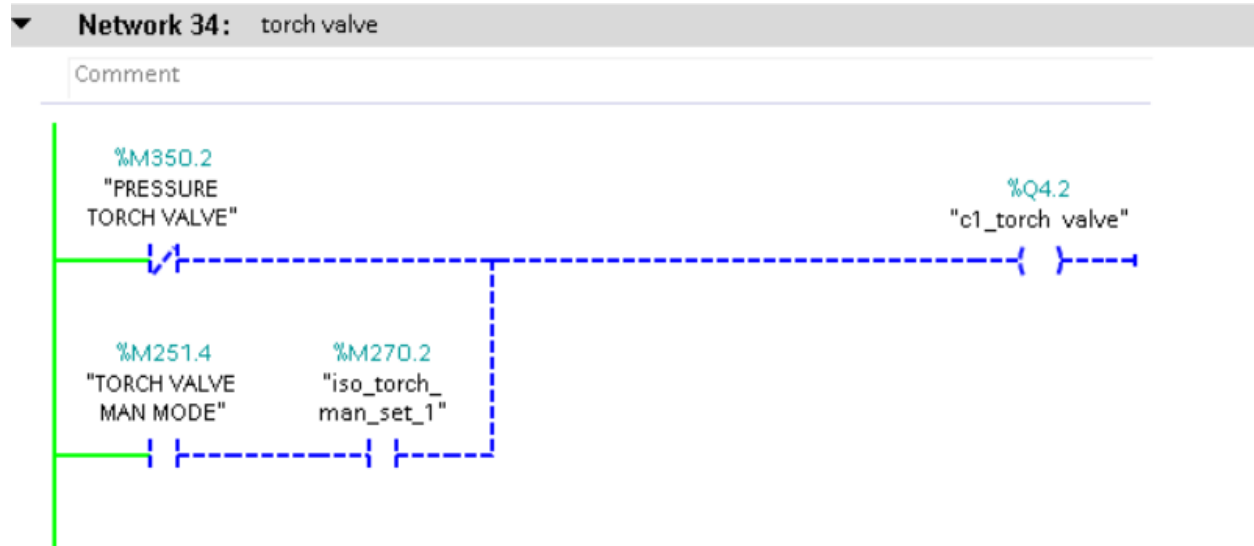 Network 34: torch valve
Comment
%M350.2
"PRESSURE
TORCH VALVE"
%Q4.2
"c1_torch valve"
%M251.4
"TORCH VALVE
MAN MODE"
%M270.2
"iso_torch_
man_set_1"